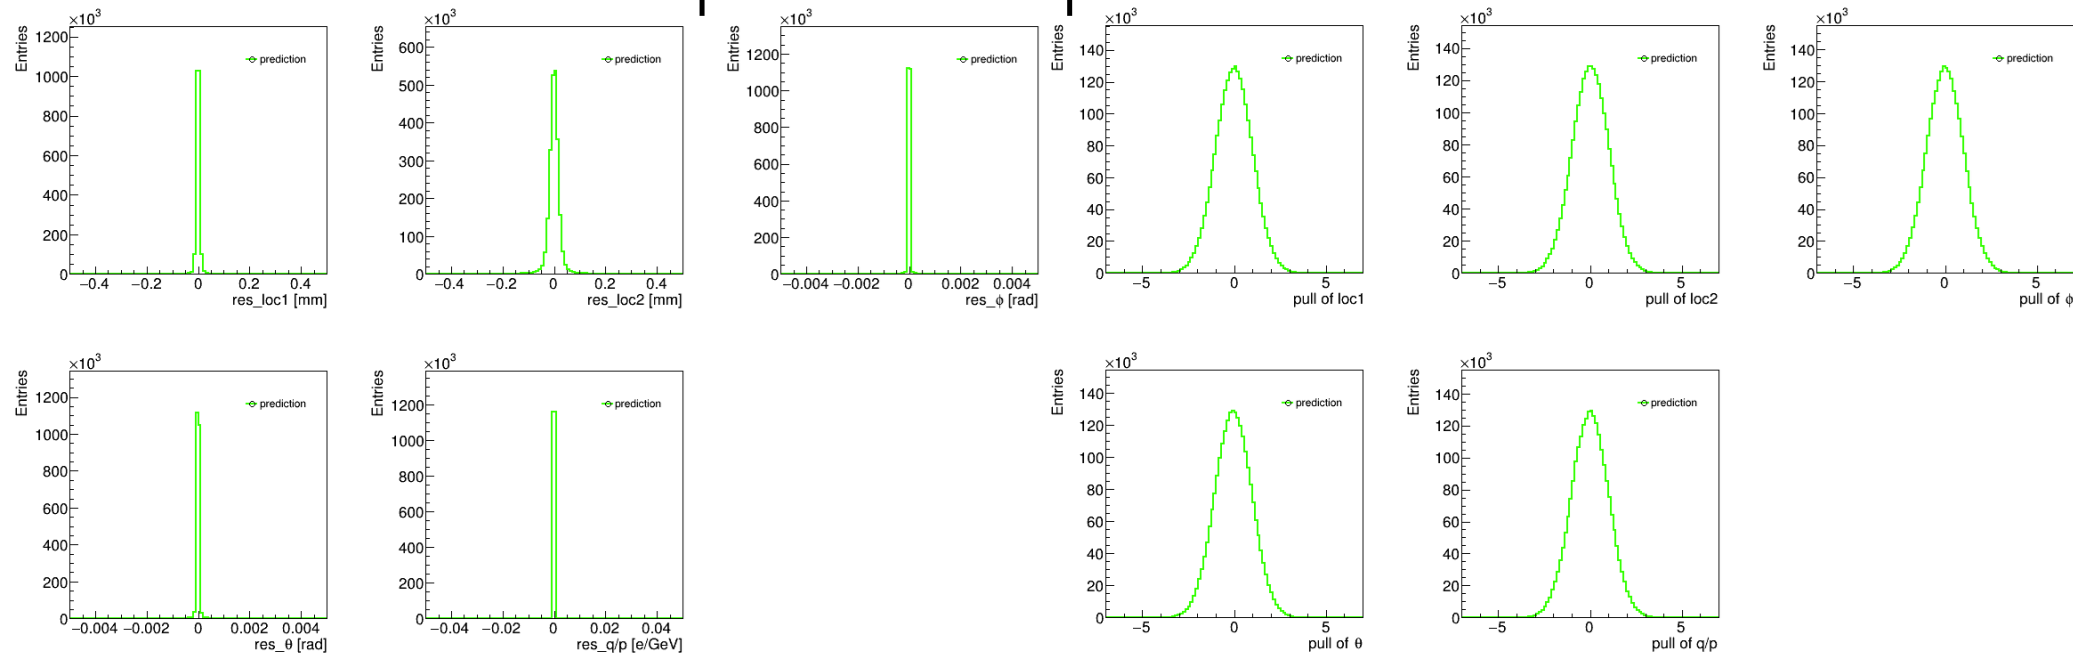 ×10³
Entries
1200
1000
800
600
400
200
0
prediction
−0.4 −0.2 0 0.2 0.4
res_loc1 [mm]
×10³
Entries
600
500
400
300
200
100
0
prediction
−0.4 −0.2 0 0.2 0.4
res_loc2 [mm]
×10³
Entries
1200
1000
800
600
400
200
0
prediction
−0.004 −0.002 0 0.002 0.004
res_ϕ [rad]
×10³
Entries
140
120
100
80
60
40
20
0
prediction
−5 0 5
pull of loc1
×10³
Entries
140
120
100
80
60
40
20
0
prediction
−5 0 5
pull of loc2
×10³
Entries
140
120
100
80
60
40
20
0
prediction
−5 0 5
pull of ϕ
×10³
Entries
1200
1000
800
600
400
200
0
prediction
−0.004 −0.002 0 0.002 0.004
res_θ [rad]
×10³
Entries
1200
1000
800
600
400
200
0
prediction
−0.04 −0.02 0 0.02 0.04
res_q/p [e/GeV]
×10³
Entries
140
120
100
80
60
40
20
0
prediction
−5 0 5
pull of θ
×10³
Entries
140
120
100
80
60
40
20
0
prediction
−5 0 5
pull of q/p